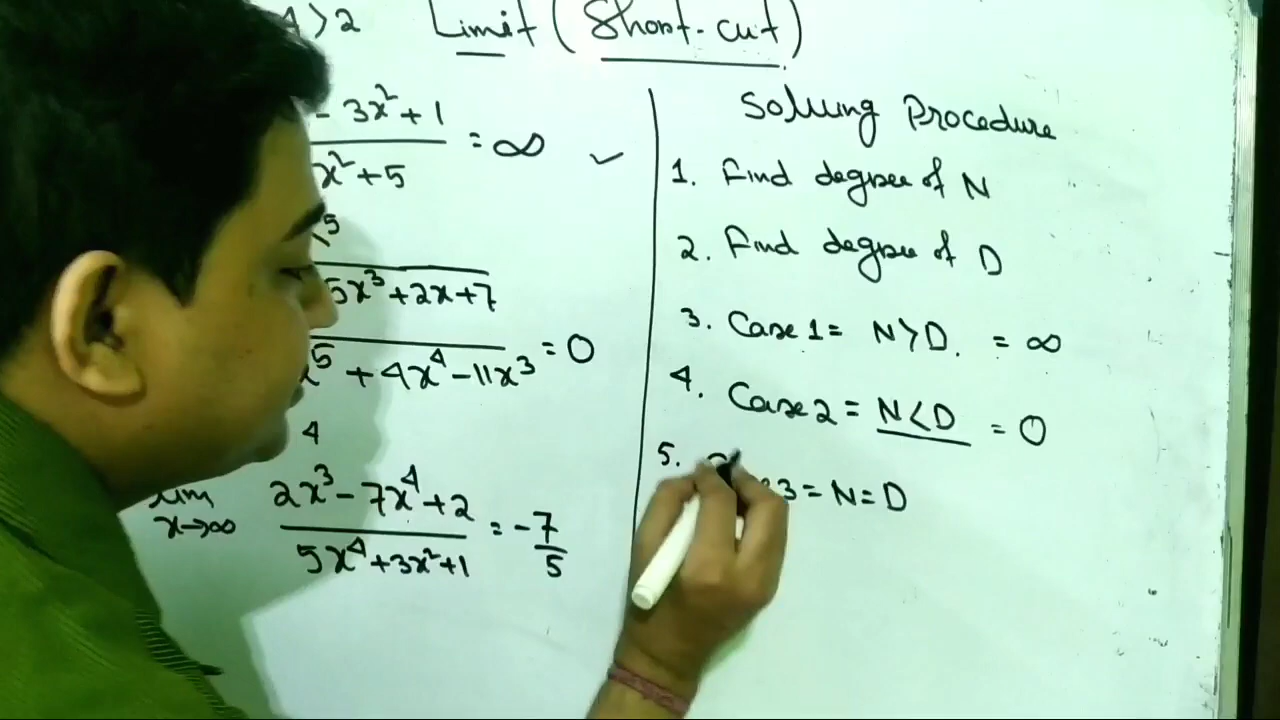 4>2 Limit (Short-cut)
- 3x²+1
= ∞ ✓
x²+5
5
5x³+2x+7
x⁵+4x⁴-11x³ = 0
4
lim x→∞ 2x³-7x⁴+2 / 5x⁴+3x²+1 = -7/5
Solving Procedure
1. Find degree of N
2. Find degree of D
3. Case 1 = N>D. = ∞
4. Case 2 = N<D = 0
5. 3 = N = D